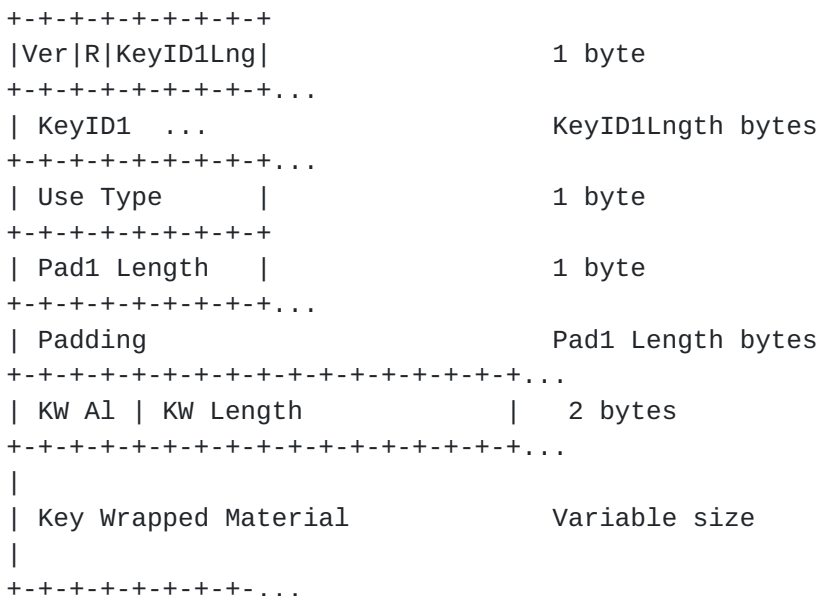 +-+-+-+-+-+-+-+-+
|Ver|R|KeyID1Lng|                  1 byte
+-+-+-+-+-+-+-+-+...
| KeyID1  ...                      KeyID1Lngth bytes
+-+-+-+-+-+-+-+-+...
| Use Type      |                  1 byte
+-+-+-+-+-+-+-+-+
| Pad1 Length   |                  1 byte
+-+-+-+-+-+-+-+-+...
| Padding                          Pad1 Length bytes
+-+-+-+-+-+-+-+-+-+-+-+-+-+-+-+-+...
| KW Al | KW Length             |   2 bytes
+-+-+-+-+-+-+-+-+-+-+-+-+-+-+-+-+...
|
| Key Wrapped Material             Variable size
|
+-+-+-+-+-+-+-+-...